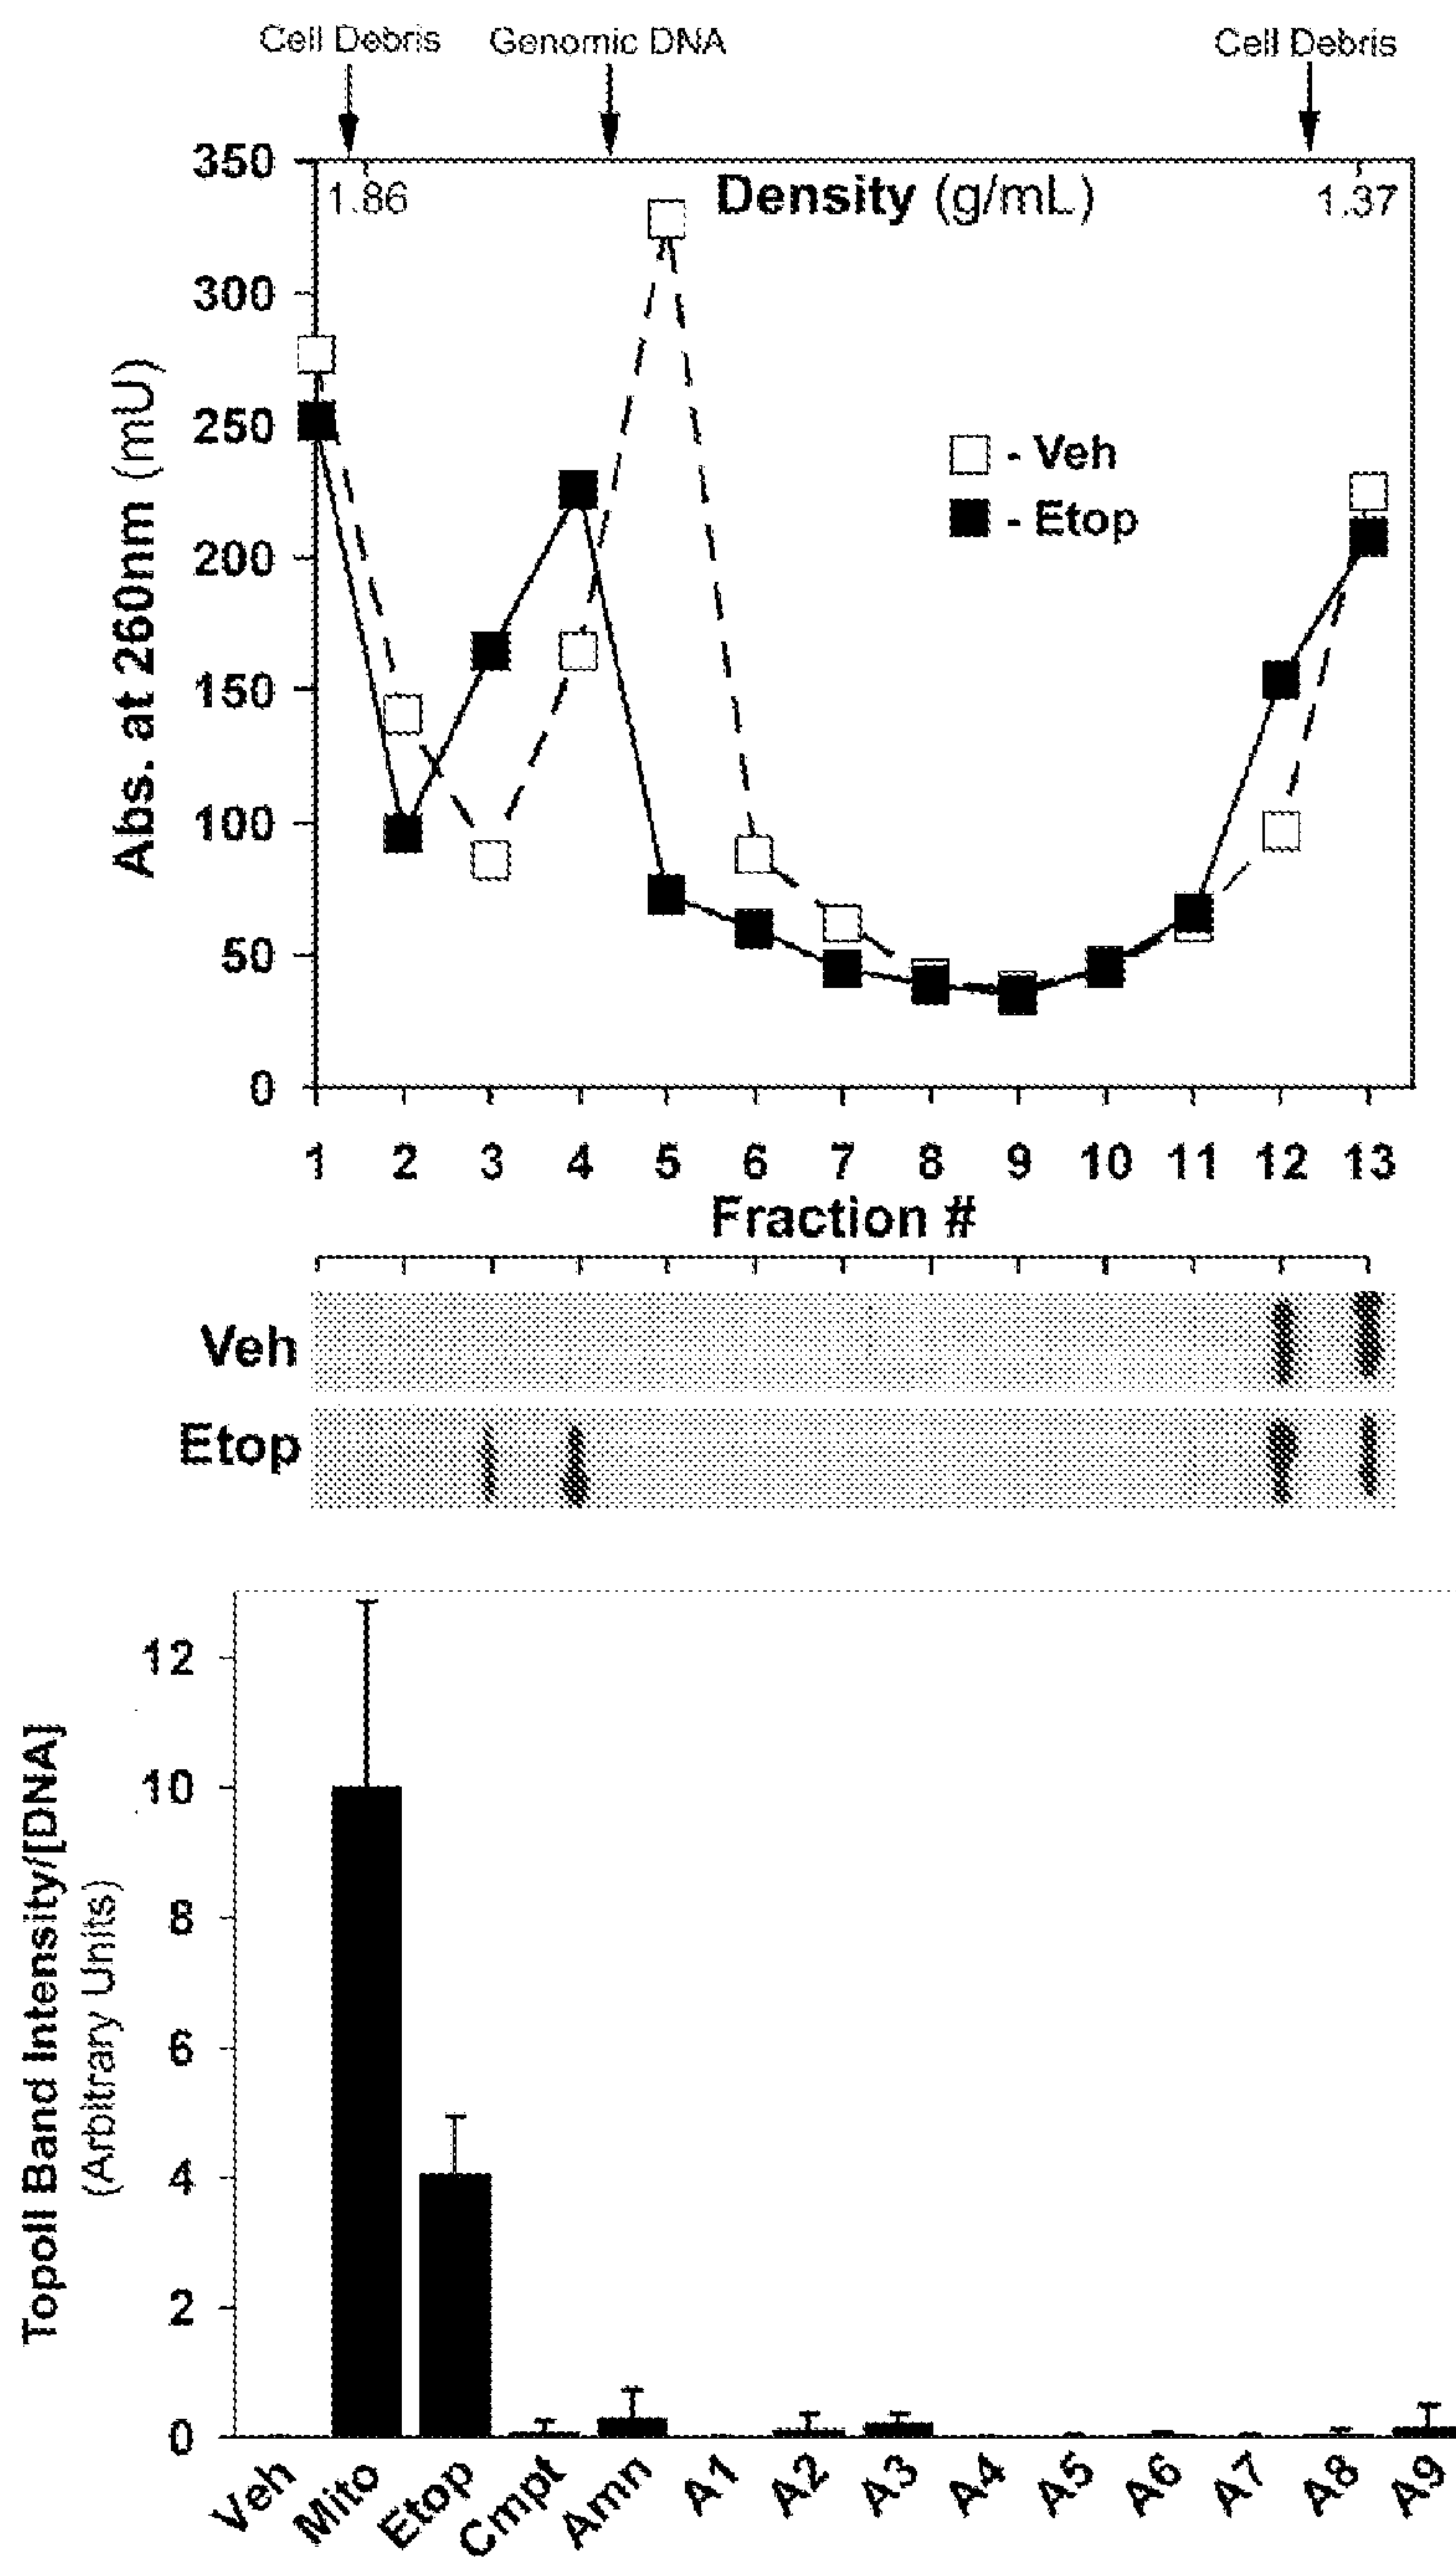 Cell Debris Genomic DNA Cell Debris
350
1.86 Density (g/mL) 1.37
300
250
200
150
100
50
0
Abs. at 260nm (mU)
- Veh
- Etop
1 2 3 4 5 6 7 8 9 10 11 12 13
Fraction #
Veh
Etop
12
10
8
6
4
2
0
TopoII Band Intensity/[DNA]
(Arbitrary Units)
Veh Mito Etop Cmpt Amn A1 A2 A3 A4 A5 A6 A7 A8 A9